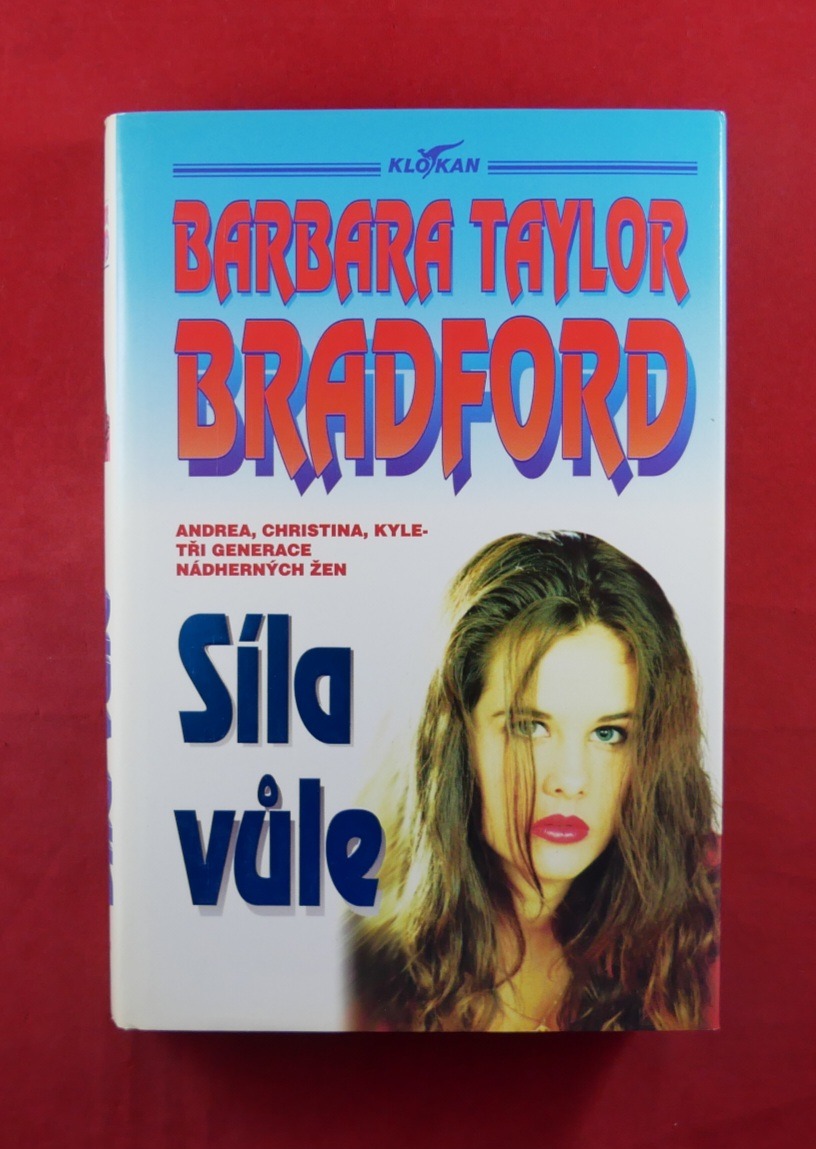 KLOKAN
BARBARA TAYLOR
BRADFORD
ANDREA, CHRISTINA, KYLE-
TŘI GENERACE
NÁDHERNÝCH ŽEN
Síla
vůle